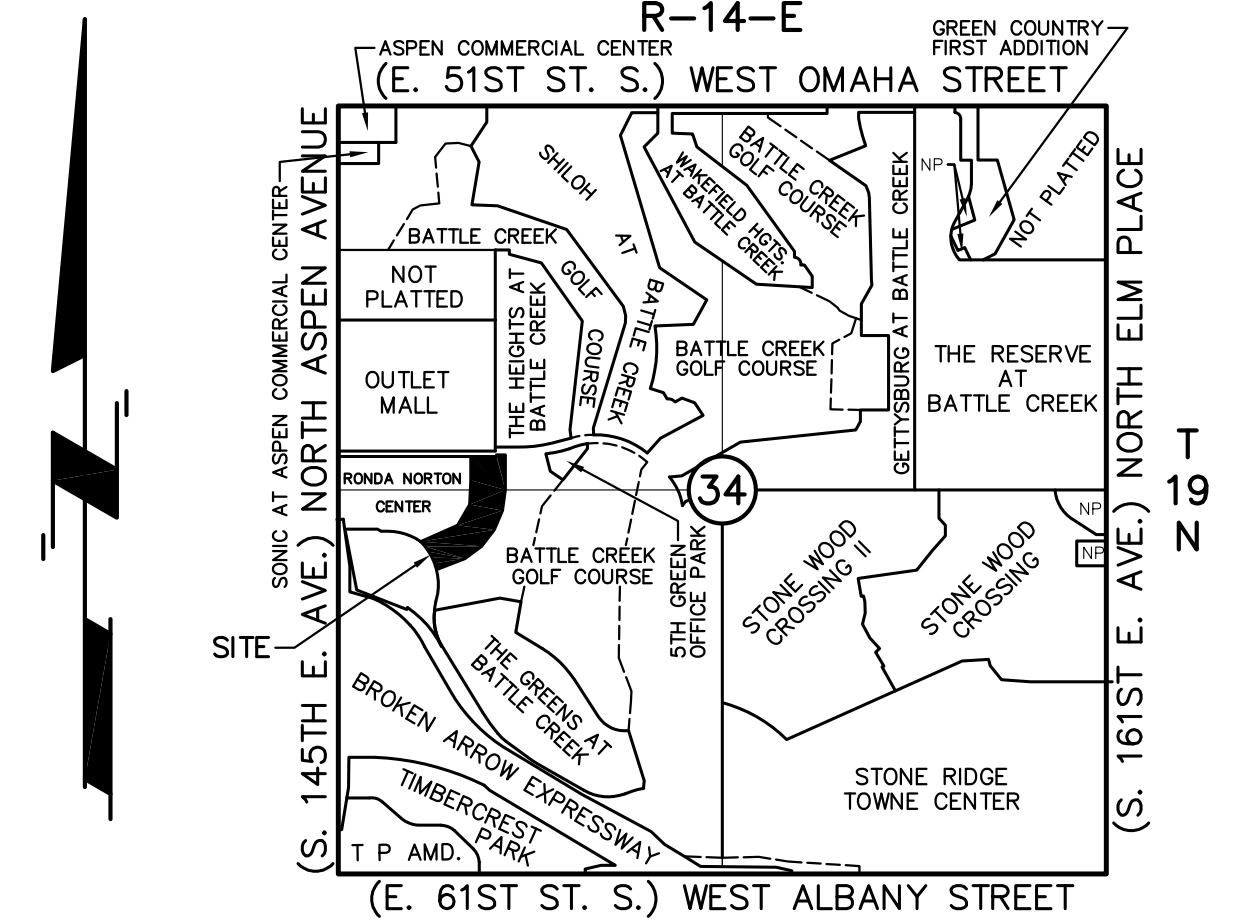 R-14-E
GREEN COUNTRY
FIRST ADDITION
ASPEN COMMERCIAL CENTER
(E. 51ST ST. S.) WEST OMAHA STREET
(S. 145TH E. AVE.) NORTH ASPEN AVENUE
SONIC AT ASPEN COMMERCIAL CENTER
SHILOH
AT
BATTLE CREEK
WAKEFIELD HGTS.
AT BATTLE CREEK
BATTLE CREEK
GOLF COURSE
GETTYSBURG AT BATTLE CREEK
NP
NOT PLATTED
BATTLE CREEK
GOLF
COURSE
NOT
PLATTED
THE HEIGHTS AT
BATTLE CREEK
OUTLET
MALL
BATTLE CREEK
GOLF COURSE
THE RESERVE
AT
BATTLE CREEK
(S. 161ST E. AVE.) NORTH ELM PLACE
T
19
N
RONDA NORTON
CENTER
34
NP
NP
BATTLE CREEK
GOLF COURSE
5TH GREEN
OFFICE PARK
STONE WOOD
CROSSING II
STONE WOOD
CROSSING
SITE
THE GREENS AT
BATTLE CREEK
BROKEN ARROW EXPRESSWAY
STONE RIDGE
TOWNE CENTER
TIMBERCREST
PARK
T P AMD.
(E. 61ST ST. S.) WEST ALBANY STREET